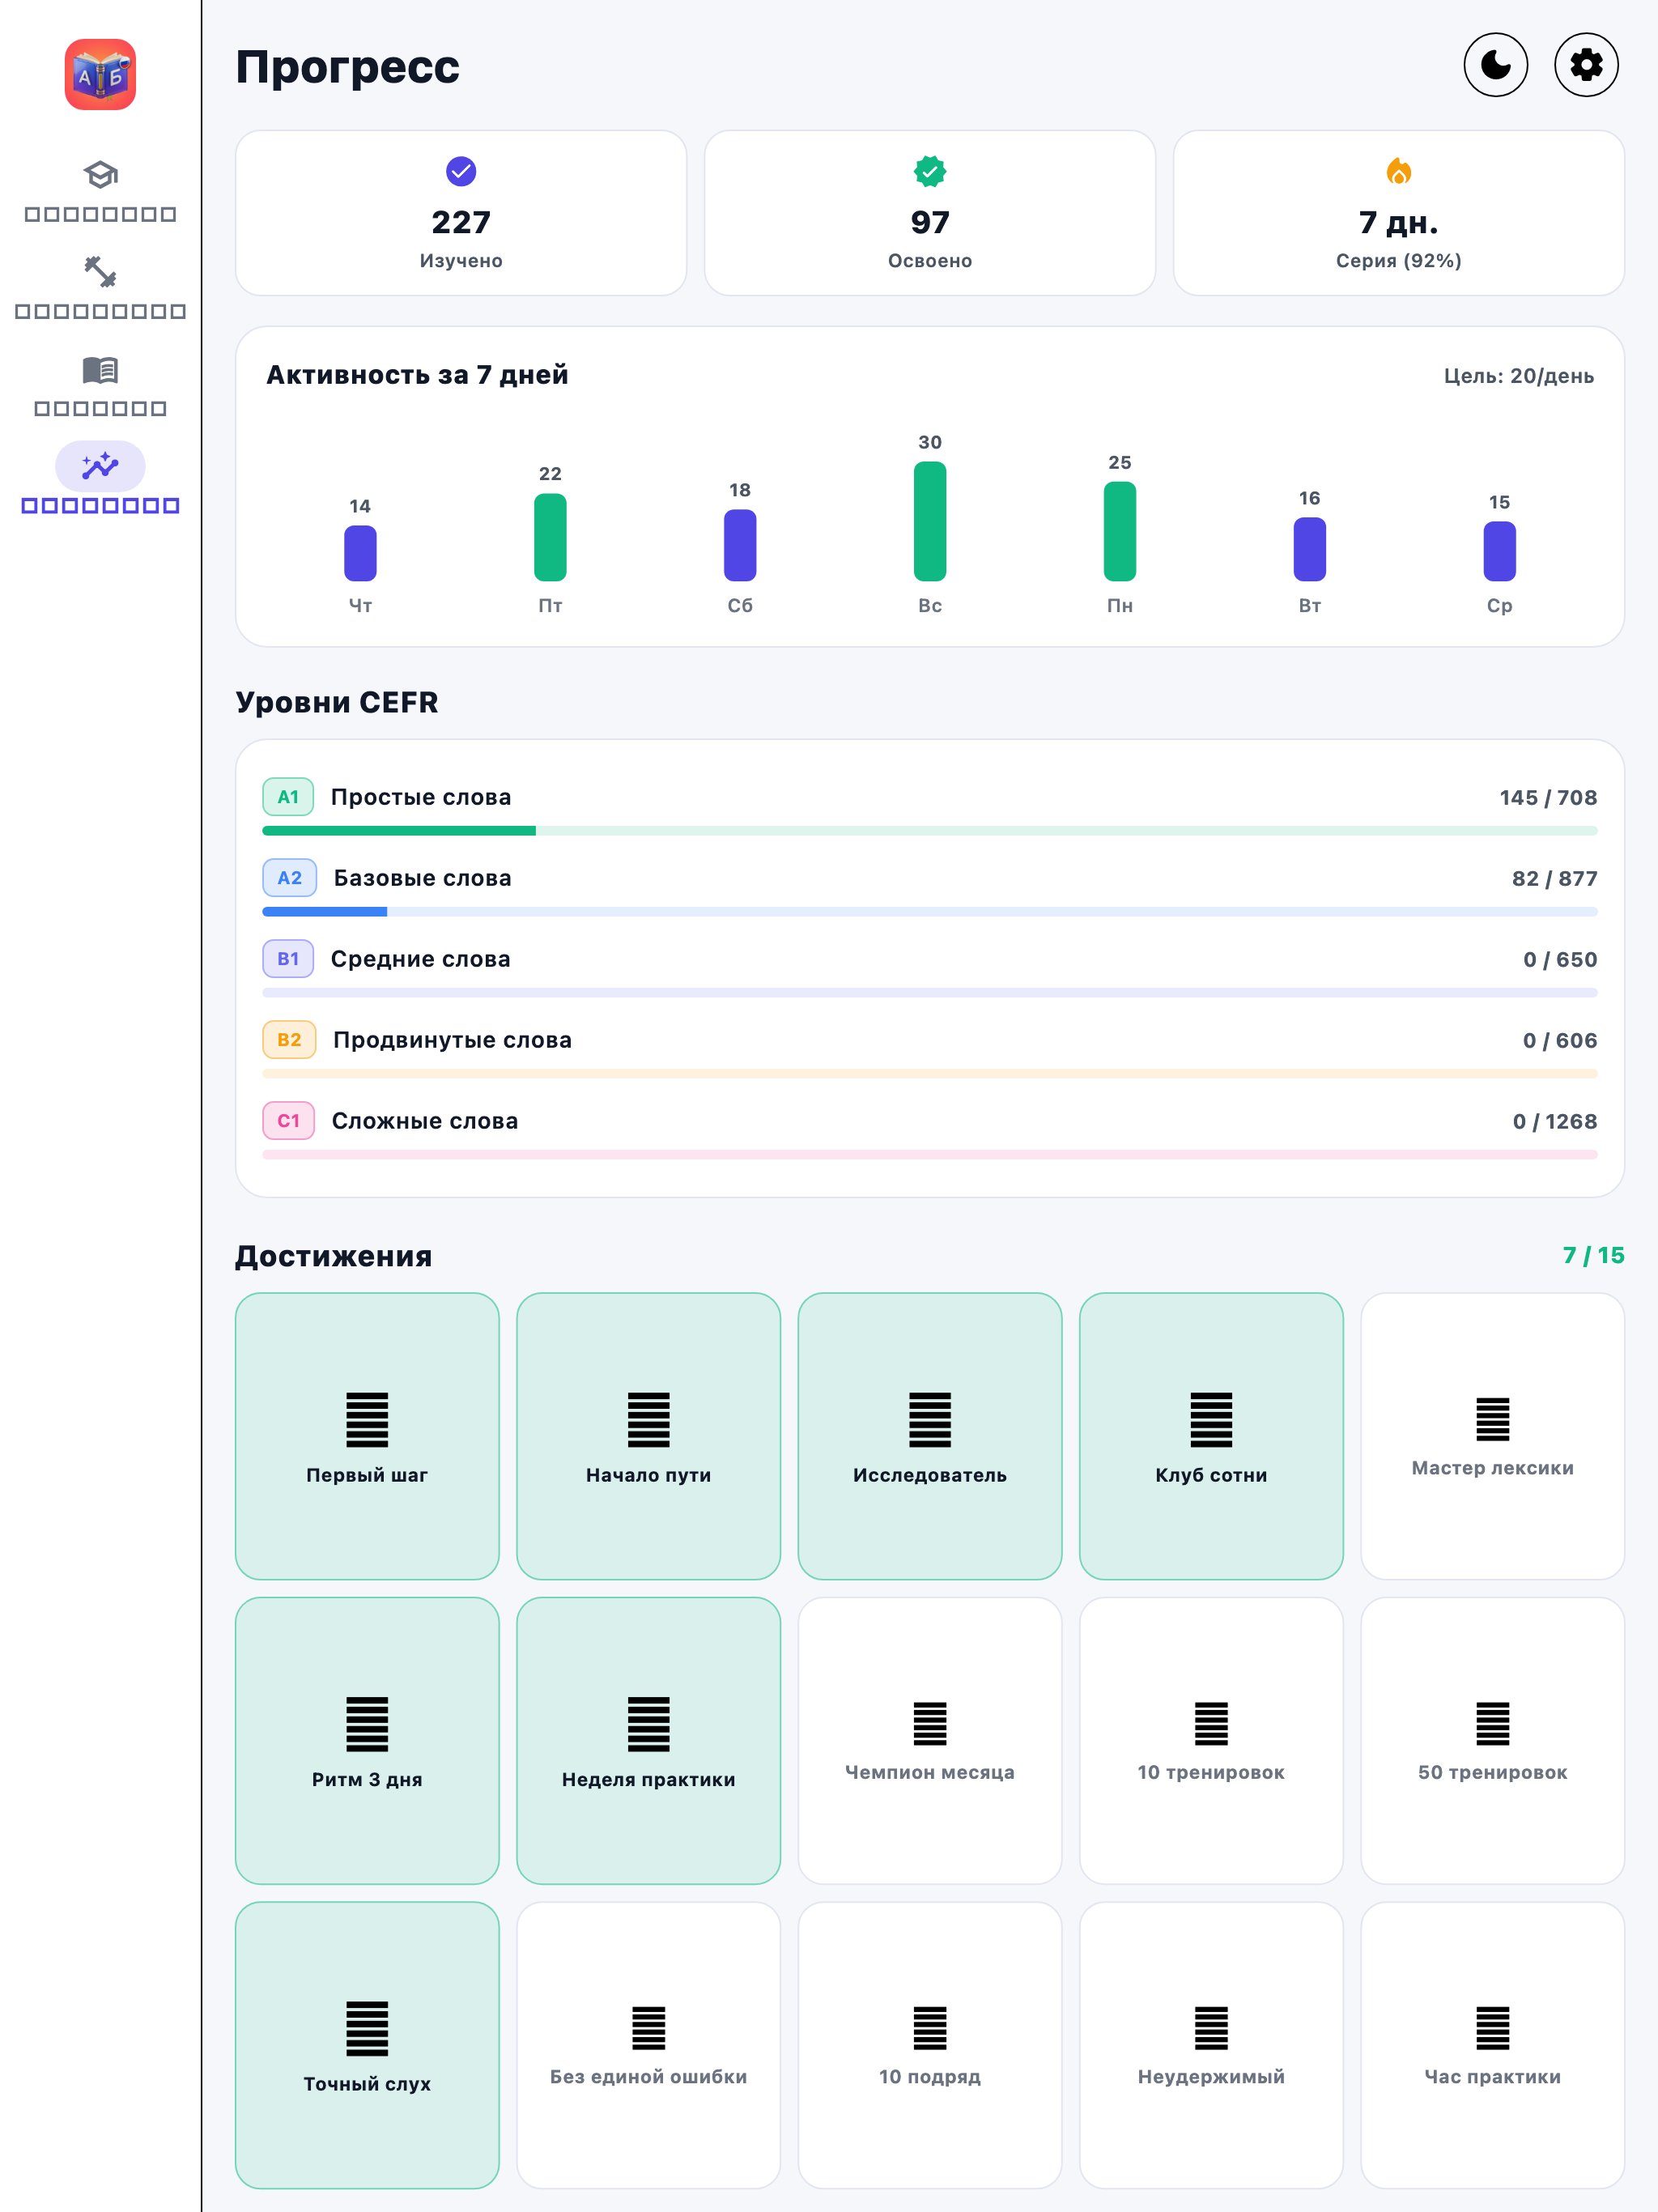 А Б
Прогресс
227
Изучено
97
Освоено
7 дн.
Серия (92%)
Активность за 7 дней
Цель: 20/день
14
22
18
30
25
16
15
Чт
Пт
Сб
Вс
Пн
Вт
Ср
Уровни CEFR
A1 Простые слова 145 / 708
A2 Базовые слова 82 / 877
B1 Средние слова 0 / 650
B2 Продвинутые слова 0 / 606
C1 Сложные слова 0 / 1268
Достижения
7 / 15
Первый шаг
Начало пути
Исследователь
Клуб сотни
Мастер лексики
Ритм 3 дня
Неделя практики
Чемпион месяца
10 тренировок
50 тренировок
Точный слух
Без единой ошибки
10 подряд
Неудержимый
Час практики